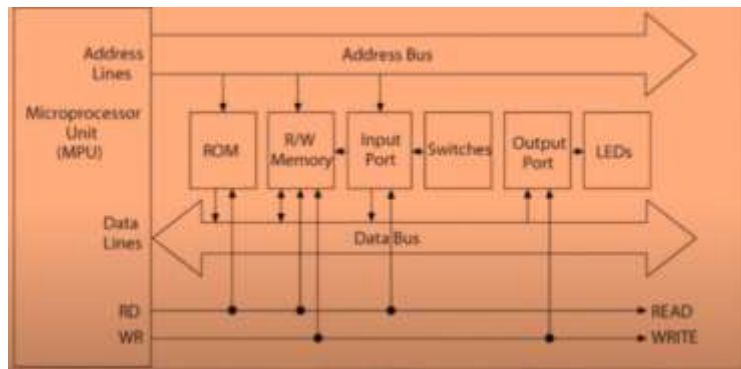 Address
Lines
Address Bus
Microprocessor
Unit
(MPU)
ROM
R/W
Memory
Input
Port
Switches
Output
Port
LEDs
Data
Lines
Data Bus
RD
READ
WR
WRITE